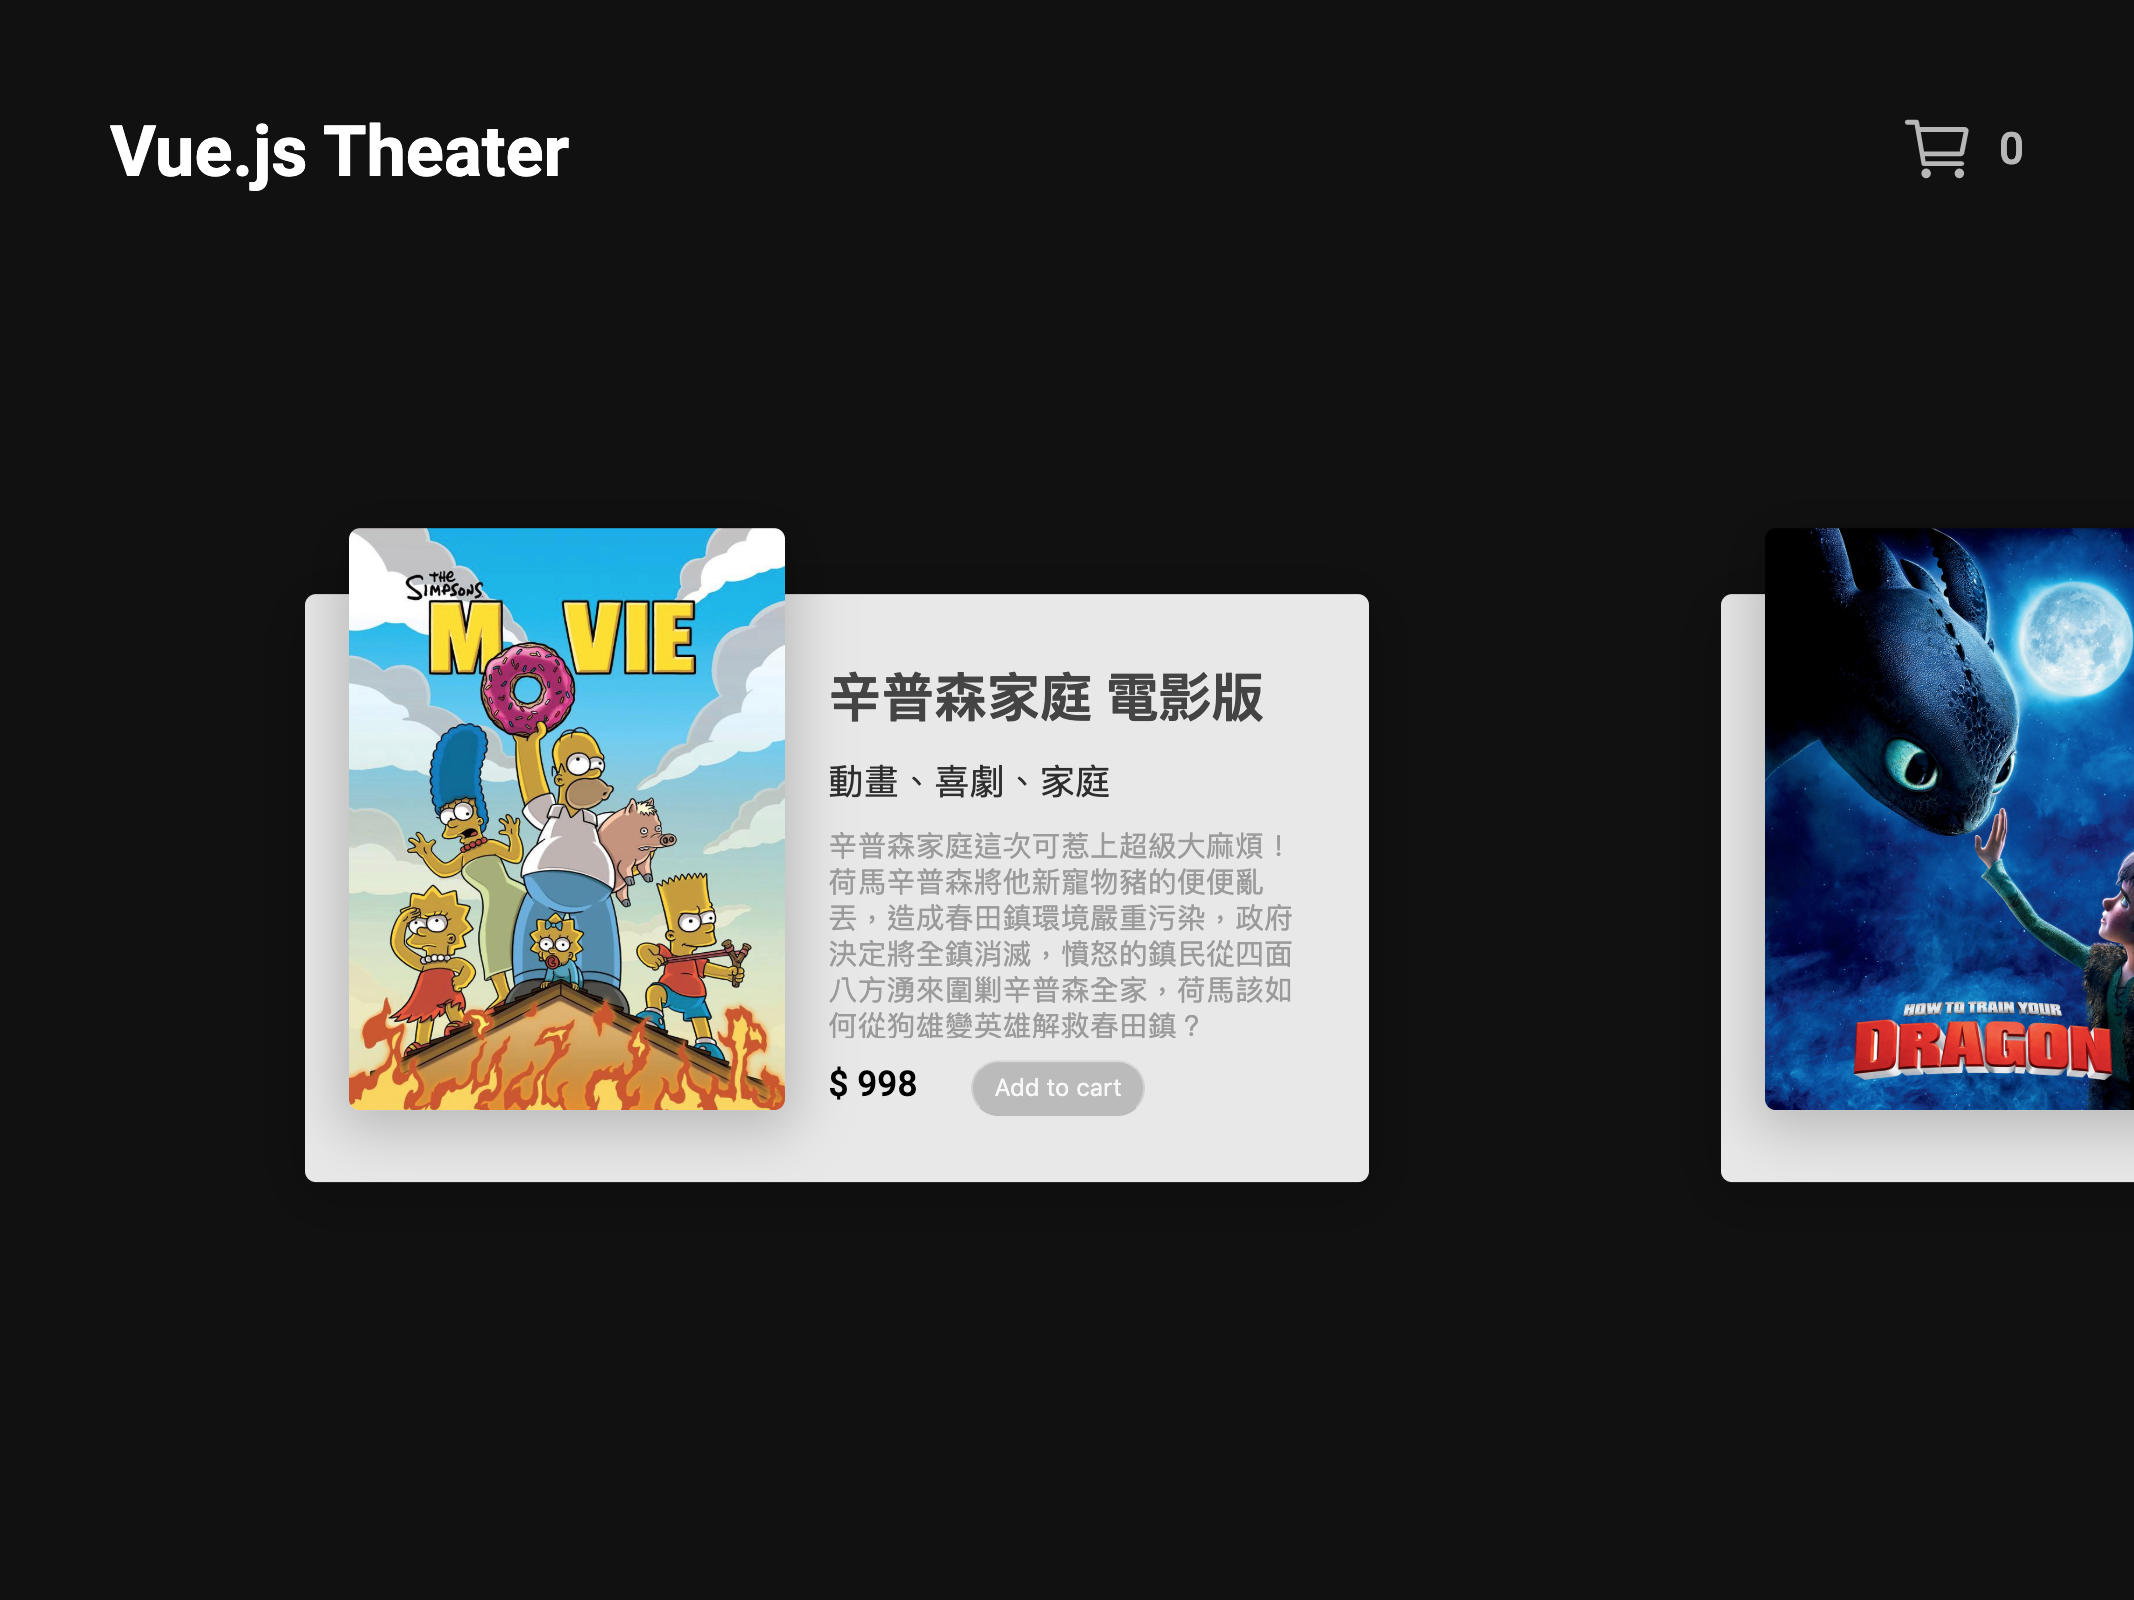 Vue.js Theater
0
THE
SIMPSONS
MOVIE
辛普森家庭 電影版
動畫、喜劇、家庭
辛普森家庭這次可惹上超級大麻煩！
荷馬辛普森將他新寵物豬的便便亂
丟，造成春田鎮環境嚴重污染，政府
決定將全鎮消滅，憤怒的鎮民從四面
八方湧來圍剿辛普森全家，荷馬該如
何從狗雄變英雄解救春田鎮？
$ 998
Add to cart
HOW TO TRAIN YOUR
DRAGON